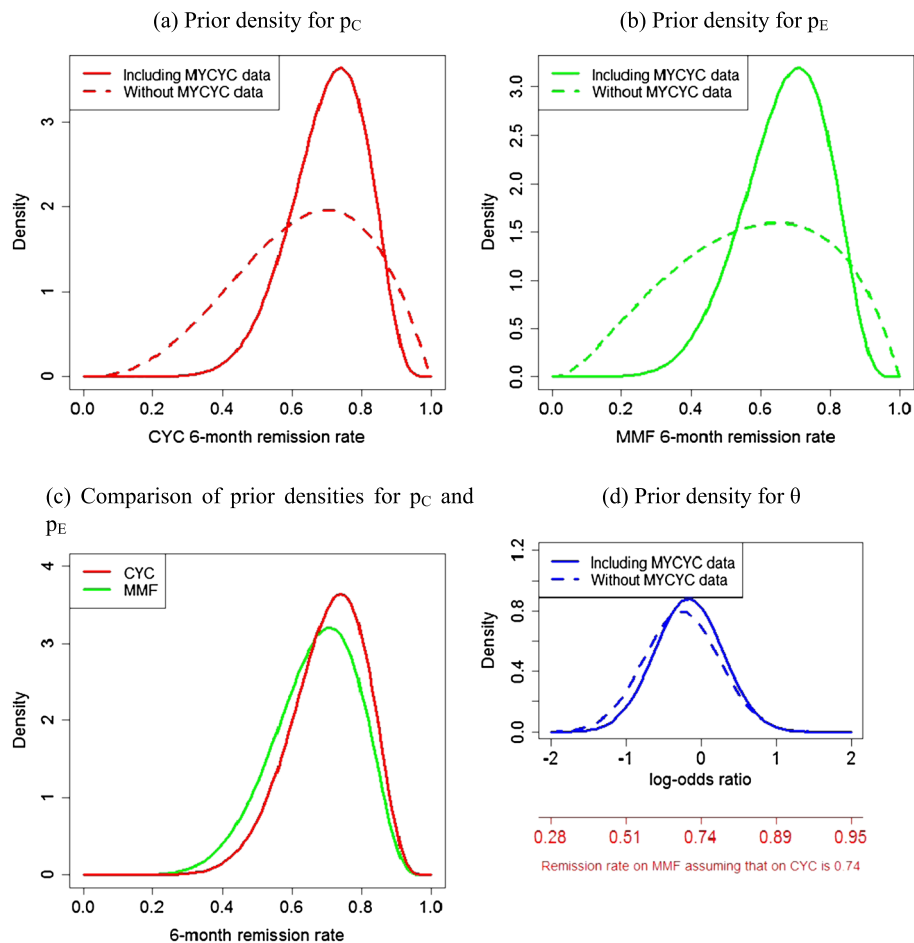 (a) Prior density for pC
Including MYCYC data
Without MYCYC data
Density
0 1 2 3
0.0 0.2 0.4 0.6 0.8 1.0
CYC 6-month remission rate
(b) Prior density for pE
Including MYCYC data
Without MYCYC data
Density
0.0 0.5 1.0 1.5 2.0 2.5 3.0
0.0 0.2 0.4 0.6 0.8 1.0
MMF 6-month remission rate
(c) Comparison of prior densities for pC and
pE
CYC
MMF
Density
0 1 2 3 4
0.0 0.2 0.4 0.6 0.8 1.0
6-month remission rate
(d) Prior density for θ
Including MYCYC data
Without MYCYC data
Density
0.0 0.4 0.8 1.2
-2 -1 0 1 2
log-odds ratio
0.28 0.51 0.74 0.89 0.95
Remission rate on MMF assuming that on CYC is 0.74